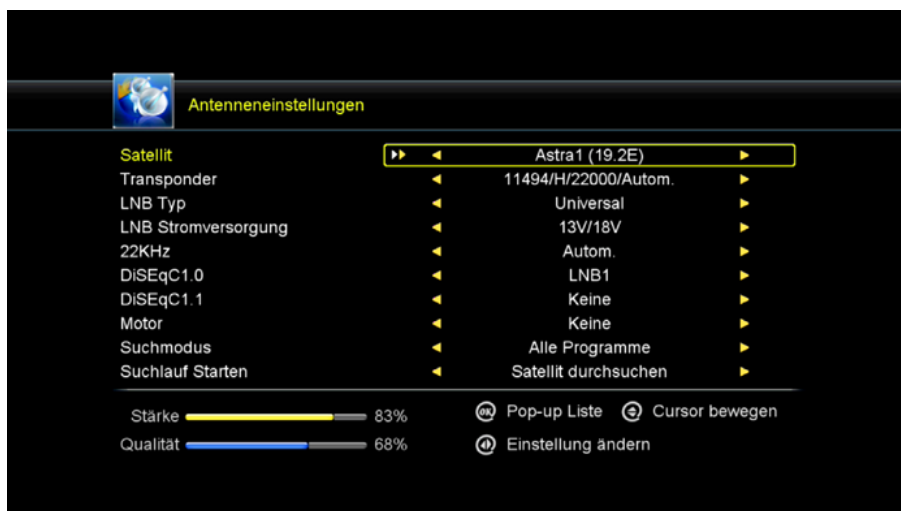 Antenneneinstellungen
Satellit Astra1 (19.2E)
Transponder 11494/H/22000/Autom.
LNB Typ Universal
LNB Stromversorgung 13V/18V
22KHz Autom.
DiSEqC1.0 LNB1
DiSEqC1.1 Keine
Motor Keine
Suchmodus Alle Programme
Suchlauf Starten Satellit durchsuchen
Stärke 83% OK Pop-up Liste Cursor bewegen
Qualität 68% Einstellung ändern